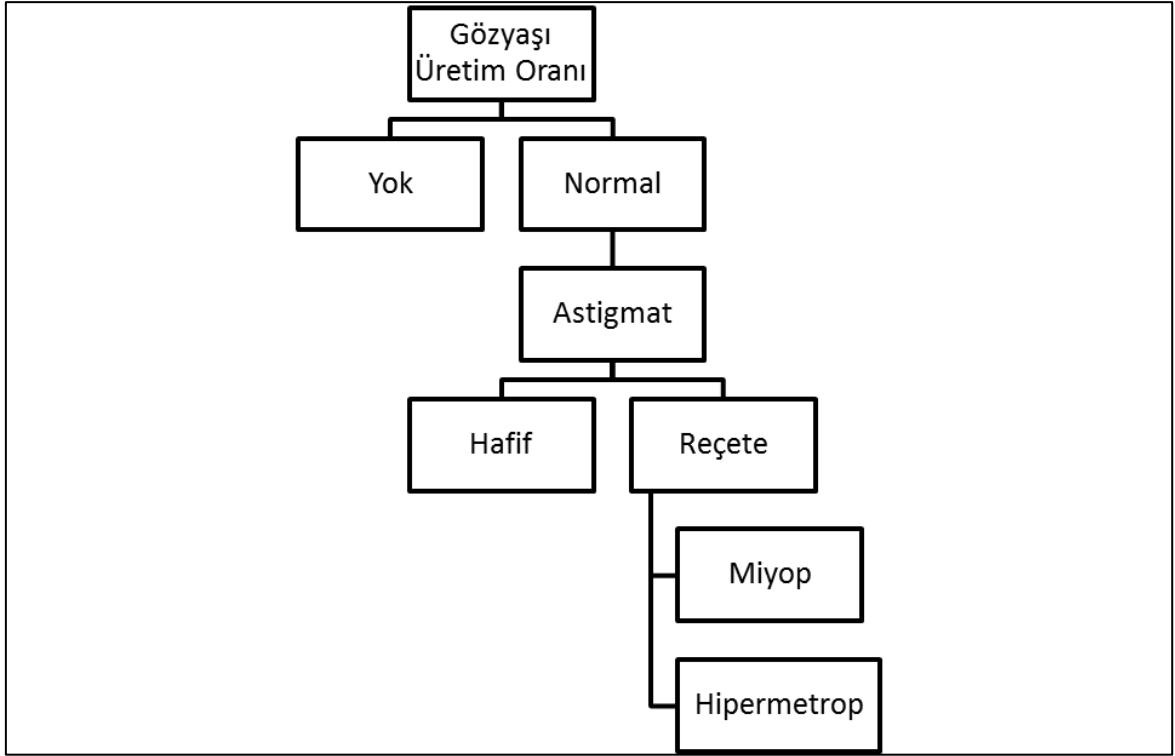 Gözyaşı
Üretim Oranı
Yok
Normal
Astigmat
Hafif
Reçete
Miyop
Hipermetrop